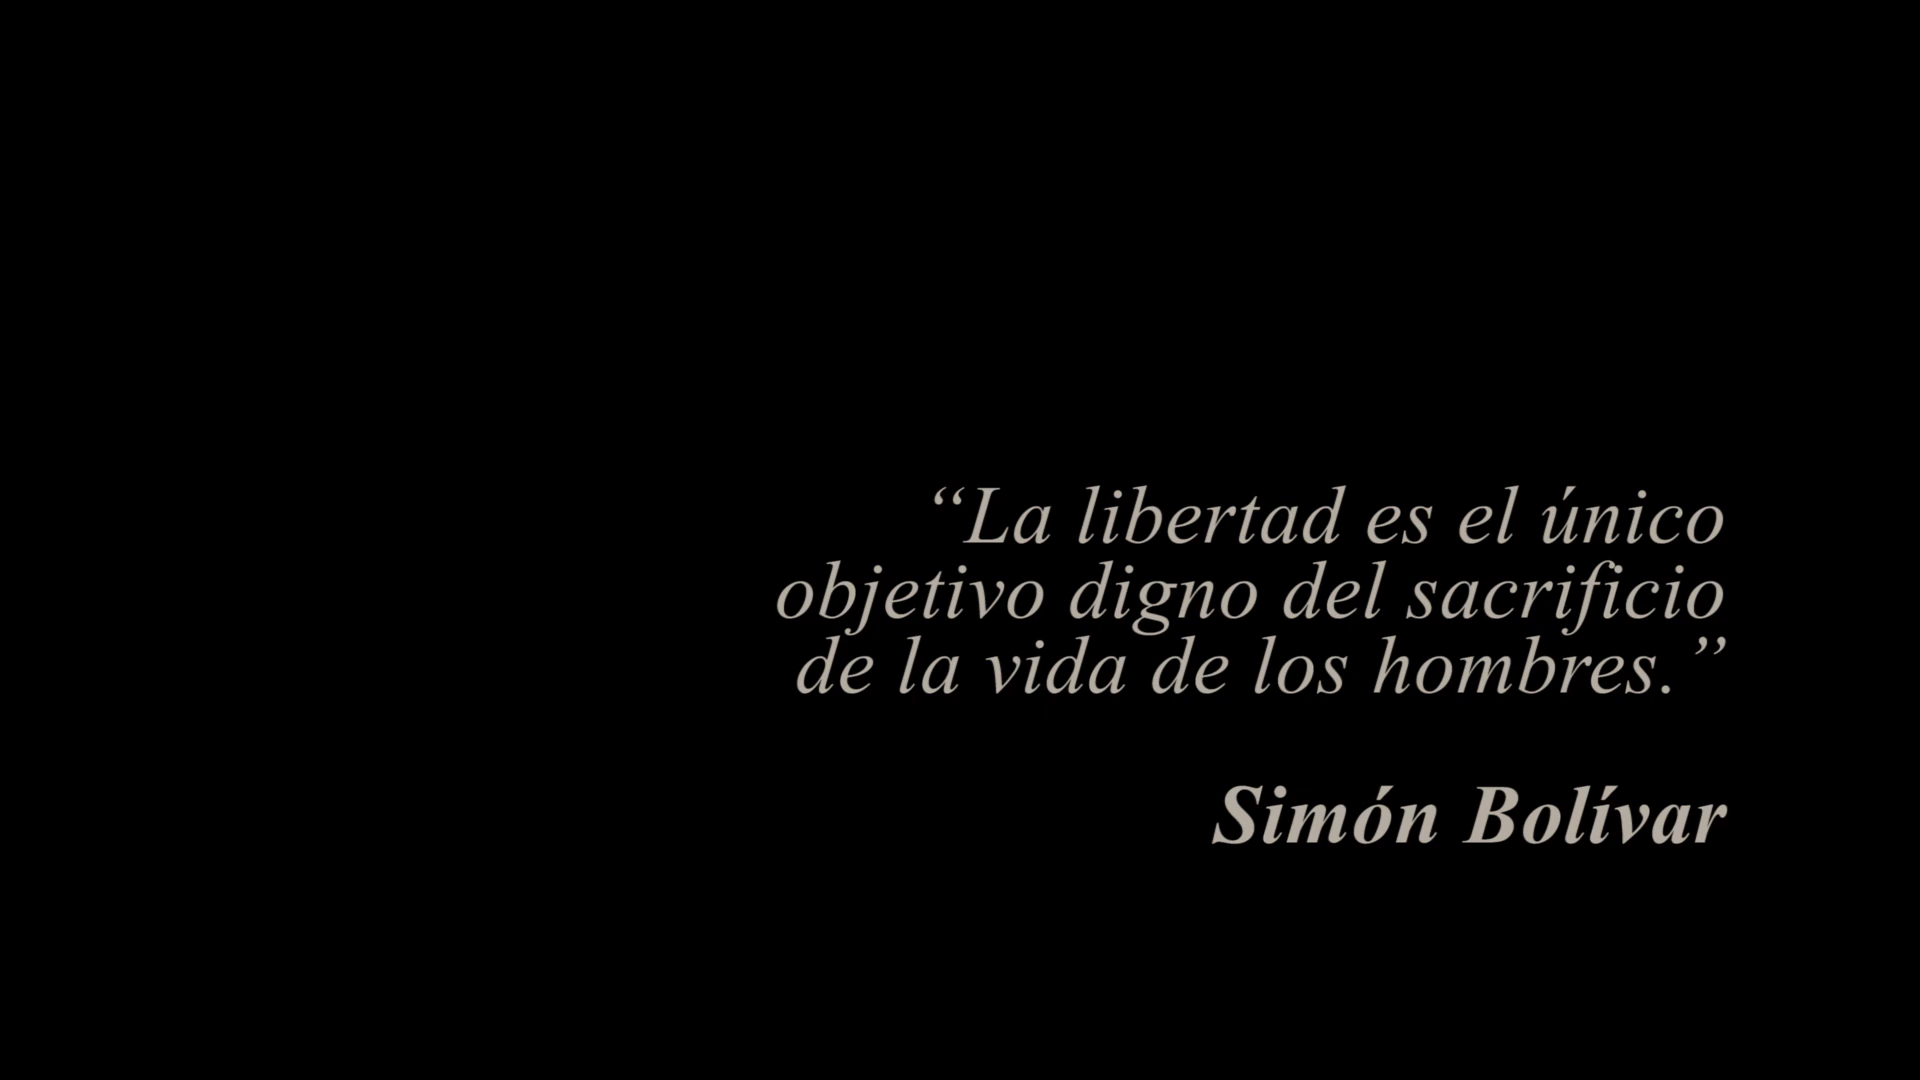 “La libertad es el único
objetivo digno del sacrificio
de la vida de los hombres.”
Simón Bolívar